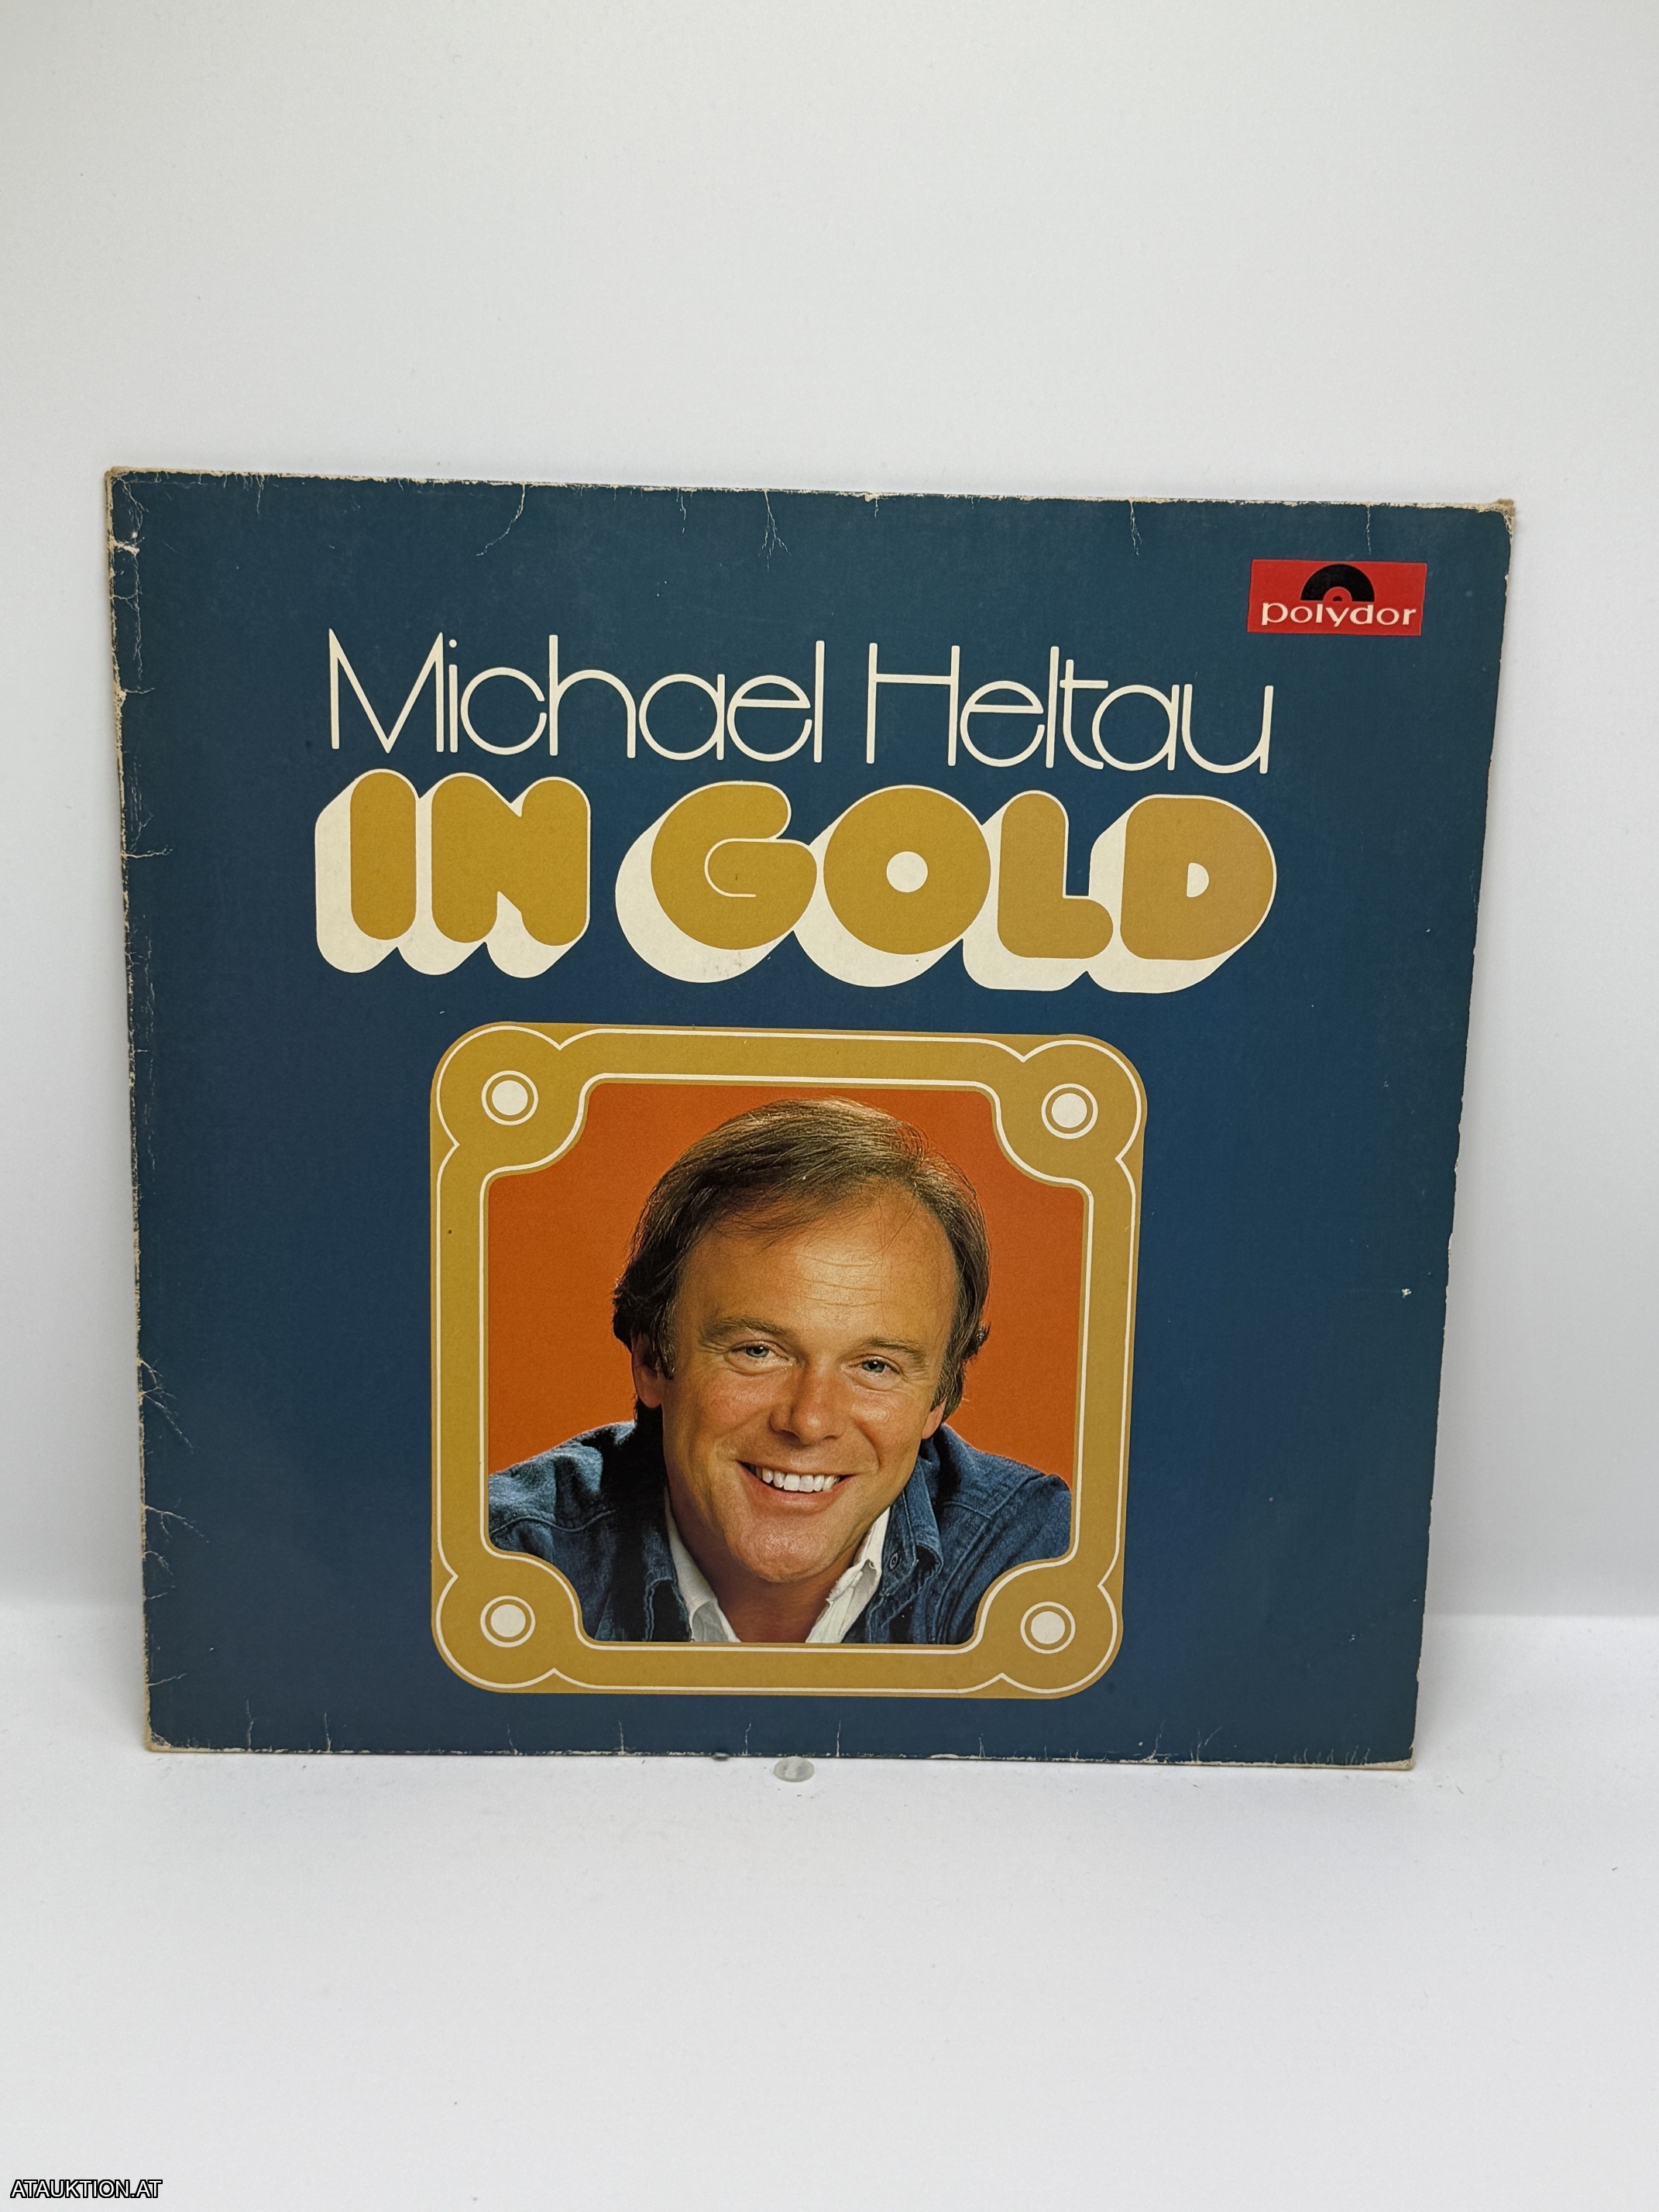 polydor
Michael Heltau
IN GOLD
ATAUKTION.AT